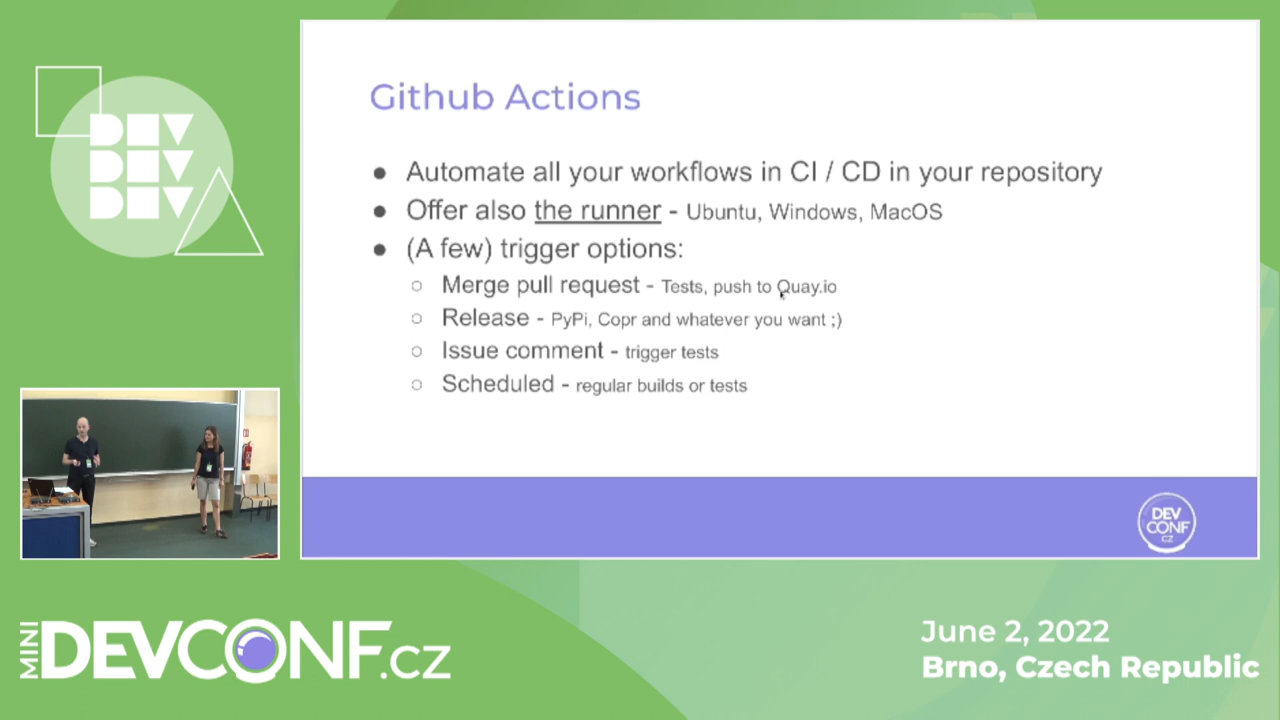 DEV
DEV
DEV
Github Actions
Automate all your workflows in CI / CD in your repository
Offer also the runner - Ubuntu, Windows, MacOS
(A few) trigger options:
Merge pull request - Tests, push to Quay.io
Release - PyPi, Copr and whatever you want ;)
Issue comment - trigger tests
Scheduled - regular builds or tests
DEV
CONF
CZ
MINI
DEVCONF.cz
June 2, 2022
Brno, Czech Republic